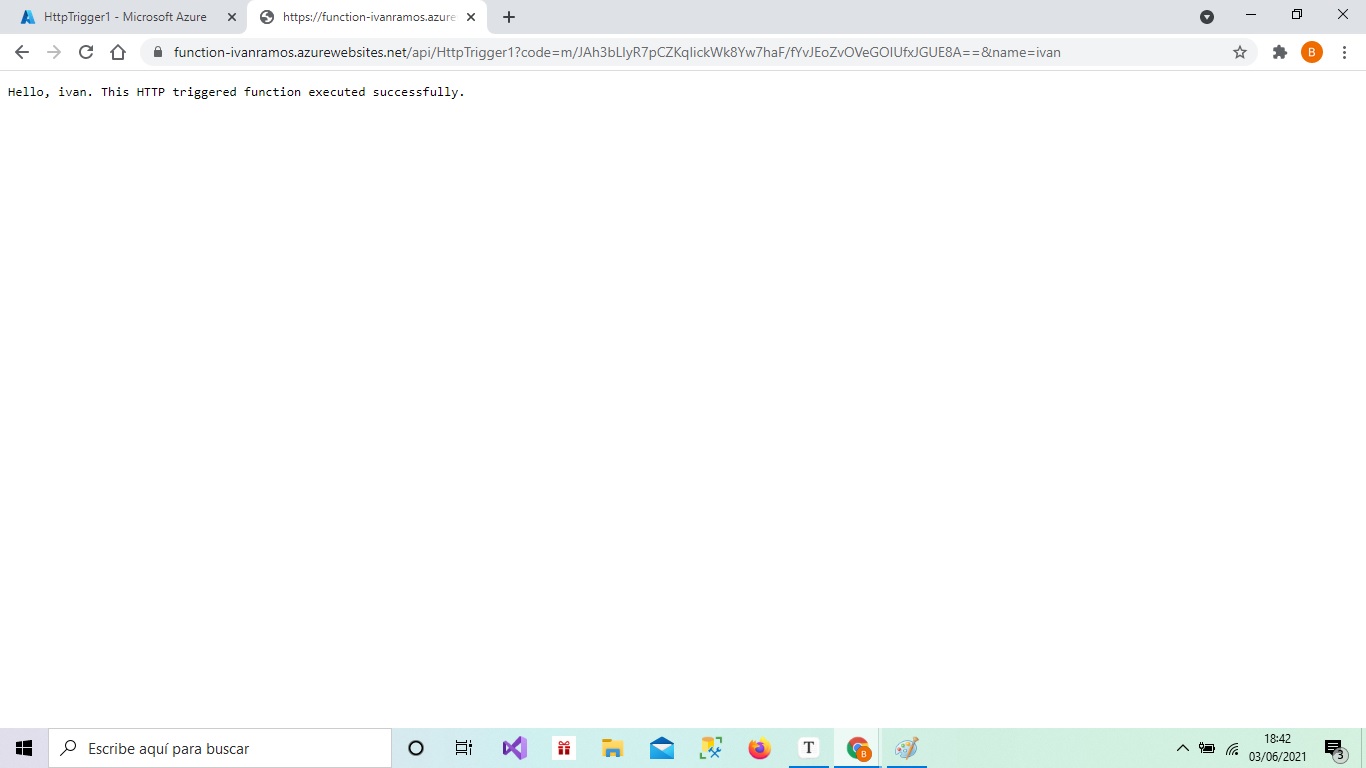 HttpTrigger1 - Microsoft Azure
https://function-ivanramos.azure
function-ivanramos.azurewebsites.net/api/HttpTrigger1?code=m/JAh3bLlyR7pCZKqIickWk8Yw7haF/fYvJEoZvOVeGOIUfxJGUE8A==&name=ivan
B
Hello, ivan. This HTTP triggered function executed successfully.
Escribe aquí para buscar
T
B
18:42
03/06/2021
3